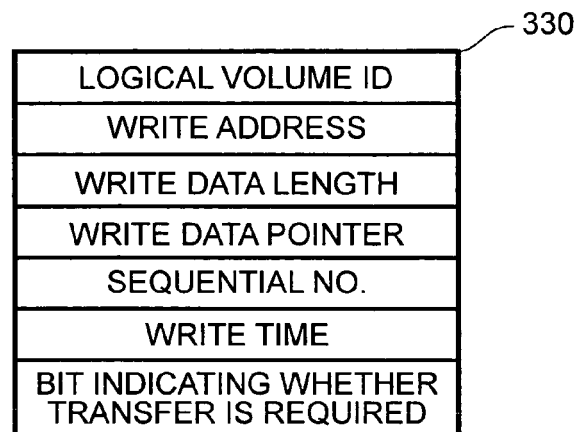 330
LOGICAL VOLUME ID
WRITE ADDRESS
WRITE DATA LENGTH
WRITE DATA POINTER
SEQUENTIAL NO.
WRITE TIME
BIT INDICATING WHETHER
TRANSFER IS REQUIRED